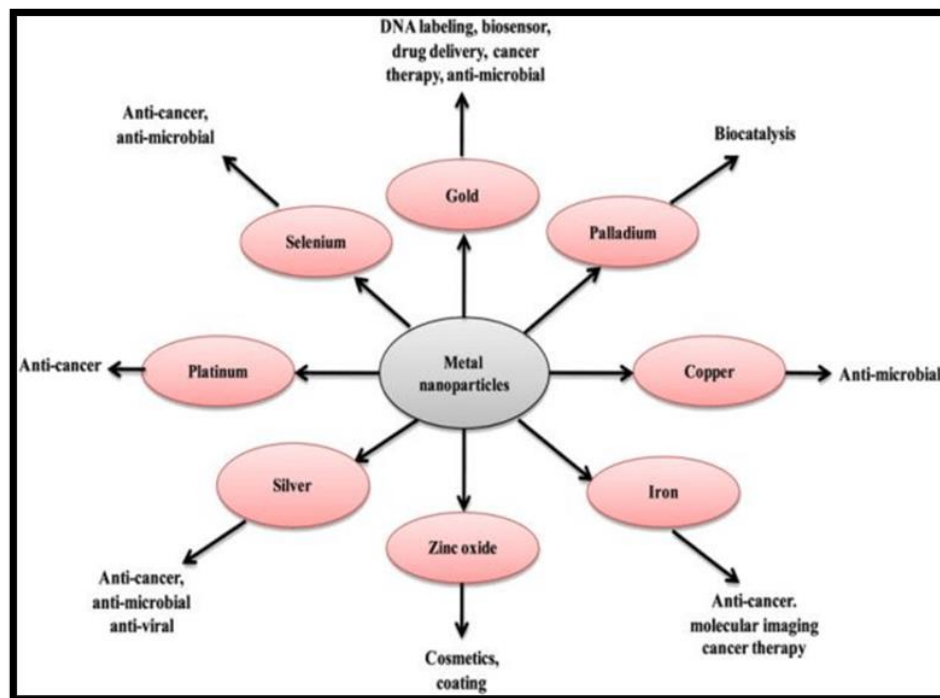 DNA labeling, biosensor,
drug delivery, cancer
therapy, anti-microbial
Anti-cancer,
anti-microbial
Biocatalysis
Gold
Selenium
Palladium
Anti-cancer
Platinum
Metal
nanoparticles
Copper
Anti-microbial
Silver
Iron
Zinc oxide
Anti-cancer,
anti-microbial
anti-viral
Anti-cancer.
molecular imaging
cancer therapy
Cosmetics,
coating